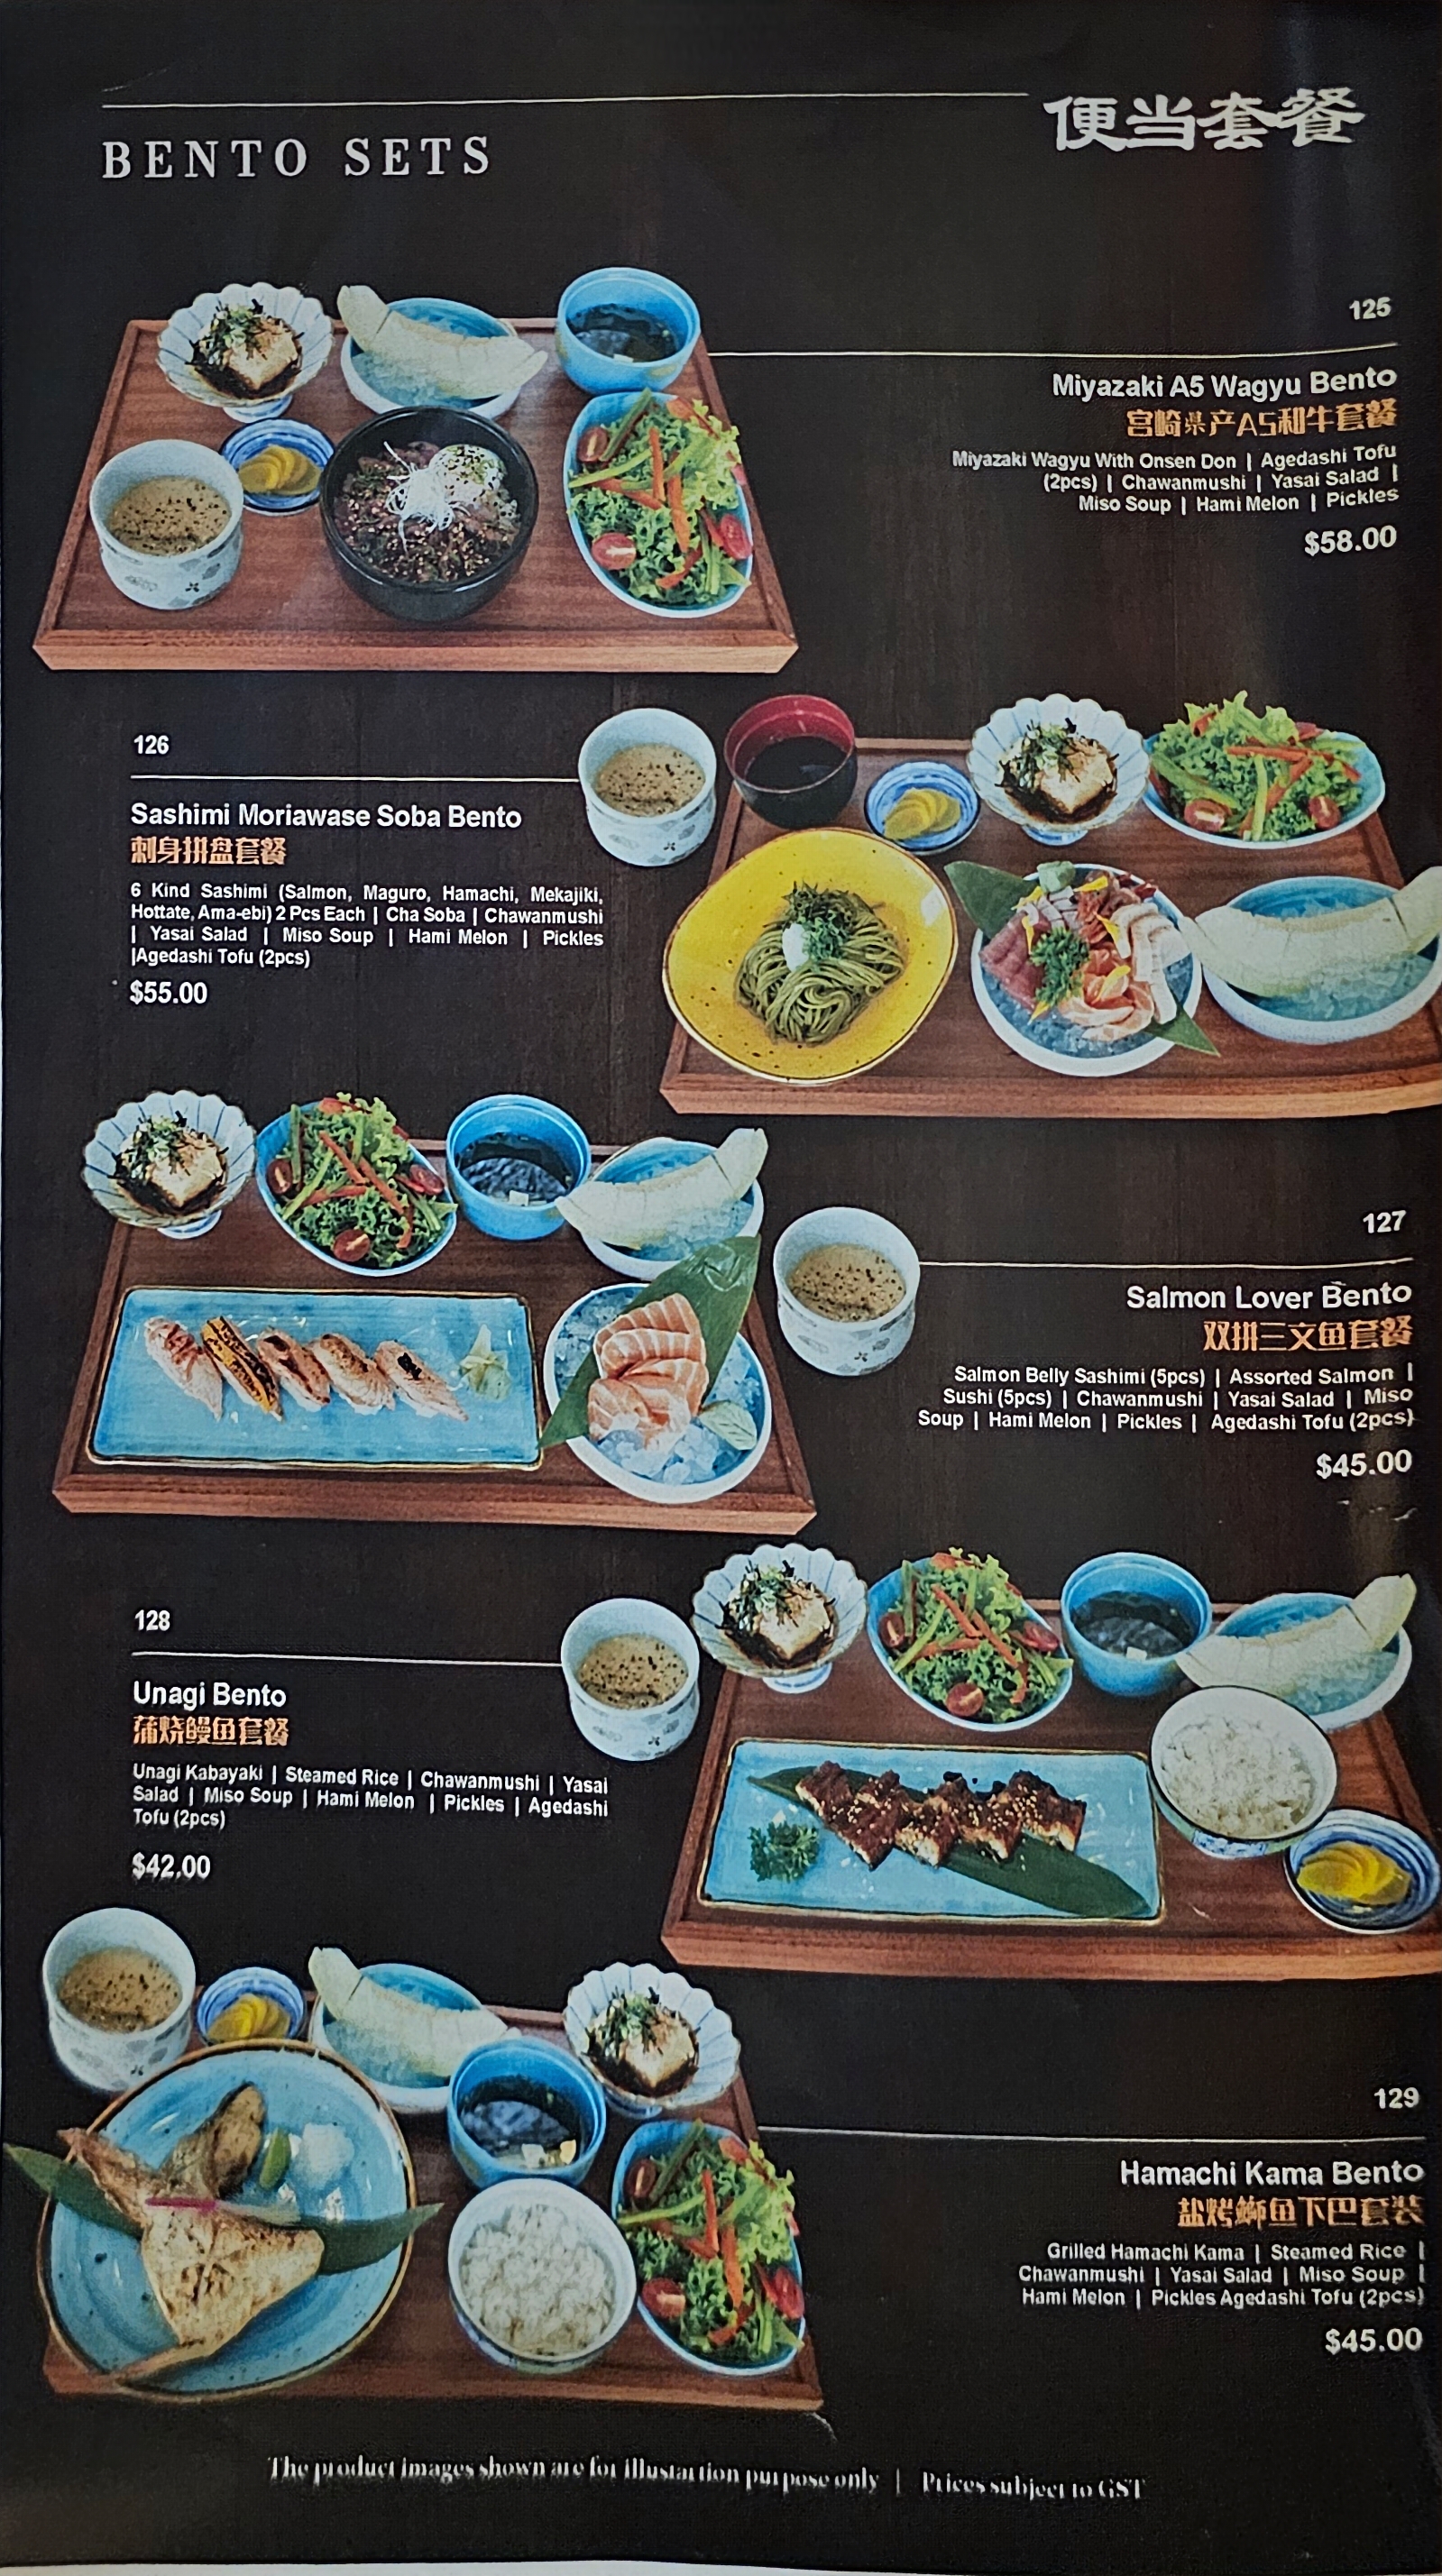 便当套餐
BENTO SETS
125
Miyazaki A5 Wagyu Bento
宫崎県产A5和牛套餐
Miyazaki Wagyu With Onsen Don | Agedashi Tofu
(2pcs) | Chawanmushi | Yasai Salad |
Miso Soup | Hami Melon | Pickles
$58.00
126
Sashimi Moriawase Soba Bento
刺身拼盘套餐
6 Kind Sashimi (Salmon, Maguro, Hamachi, Mekajiki,
Hottate, Ama-ebi) 2 Pcs Each | Cha Soba | Chawanmushi
| Yasai Salad | Miso Soup | Hami Melon | Pickles
|Agedashi Tofu (2pcs)
$55.00
127
Salmon Lover Bento
双拼三文鱼套餐
Salmon Belly Sashimi (5pcs) | Assorted Salmon |
Sushi (5pcs) | Chawanmushi | Yasai Salad | Miso
Soup | Hami Melon | Pickles | Agedashi Tofu (2pcs)
$45.00
128
Unagi Bento
蒲烧鳗鱼套餐
Unagi Kabayaki | Steamed Rice | Chawanmushi | Yasai
Salad | Miso Soup | Hami Melon | Pickles | Agedashi
Tofu (2pcs)
$42.00
129
Hamachi Kama Bento
盐烤鰤鱼下巴套装
Grilled Hamachi Kama | Steamed Rice |
Chawanmushi | Yasai Salad | Miso Soup |
Hami Melon | Pickles Agedashi Tofu (2pcs)
$45.00
The product images shown are for illustartion purpose only | Prices subject to GST